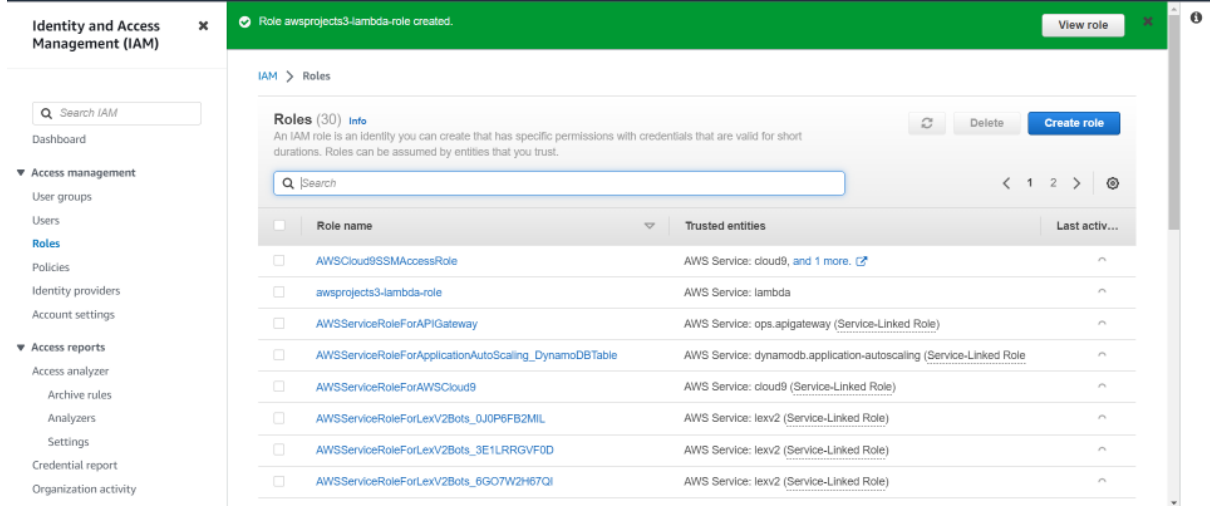 Identity and Access
Management (IAM)
Search IAM
Dashboard
Access management
User groups
Users
Roles
Policies
Identity providers
Account settings
Access reports
Access analyzer
Archive rules
Analyzers
Settings
Credential report
Organization activity
Role awsprojects3-lambda-role created.
View role
IAM > Roles
Roles (30) Info
An IAM role is an identity you can create that has specific permissions with credentials that are valid for short
durations. Roles can be assumed by entities that you trust.
Delete
Create role
Search
1 2
Role name Trusted entities Last activ...
AWSCloud9SSMAccessRole AWS Service: cloud9, and 1 more.
awsprojects3-lambda-role AWS Service: lambda
AWSServiceRoleForAPIGateway AWS Service: ops.apigateway (Service-Linked Role)
AWSServiceRoleForApplicationAutoScaling_DynamoDBTable AWS Service: dynamodb.application-autoscaling (Service-Linked Role
AWSServiceRoleForAWSCloud9 AWS Service: cloud9 (Service-Linked Role)
AWSServiceRoleForLexV2Bots_0J0P6FB2MIL AWS Service: lexv2 (Service-Linked Role)
AWSServiceRoleForLexV2Bots_3E1LRRGVF0D AWS Service: lexv2 (Service-Linked Role)
AWSServiceRoleForLexV2Bots_6GO7W2H67QI AWS Service: lexv2 (Service-Linked Role)